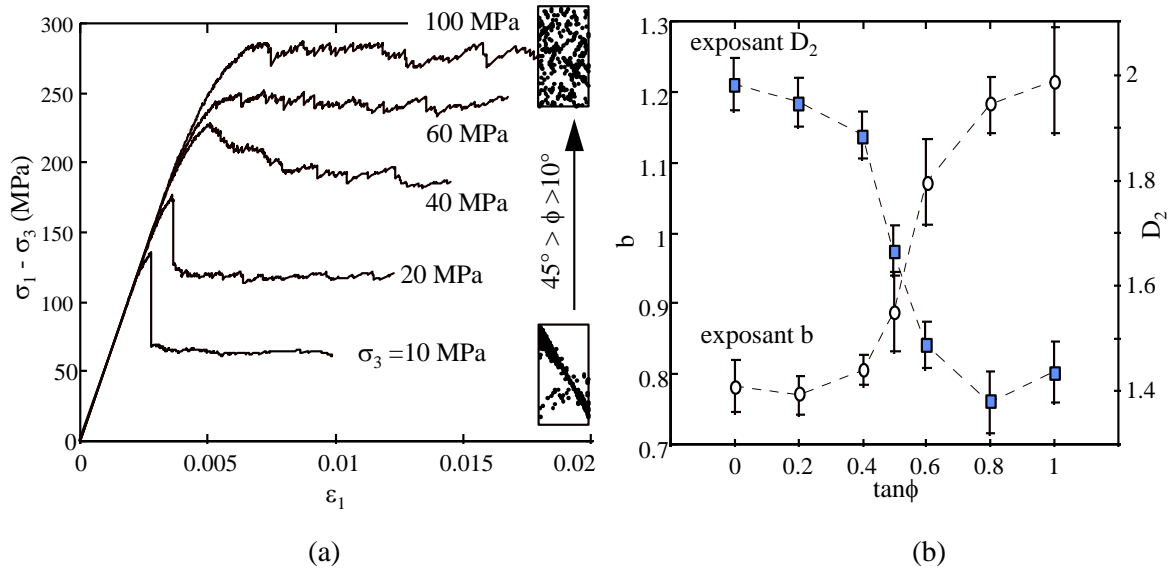 300
250
200
150
100
50
0
σ1 - σ3 (MPa)
0
0.005
0.01
0.015
0.02
ε1
100 MPa
60 MPa
40 MPa
20 MPa
σ3 =10 MPa
45° > ϕ >10°
(a)
1.3
1.2
1.1
1
0.9
0.8
0.7
b
exposant D2
exposant b
2
1.8
1.6
1.4
D2
0
0.2
0.4
0.6
0.8
1
tanϕ
(b)